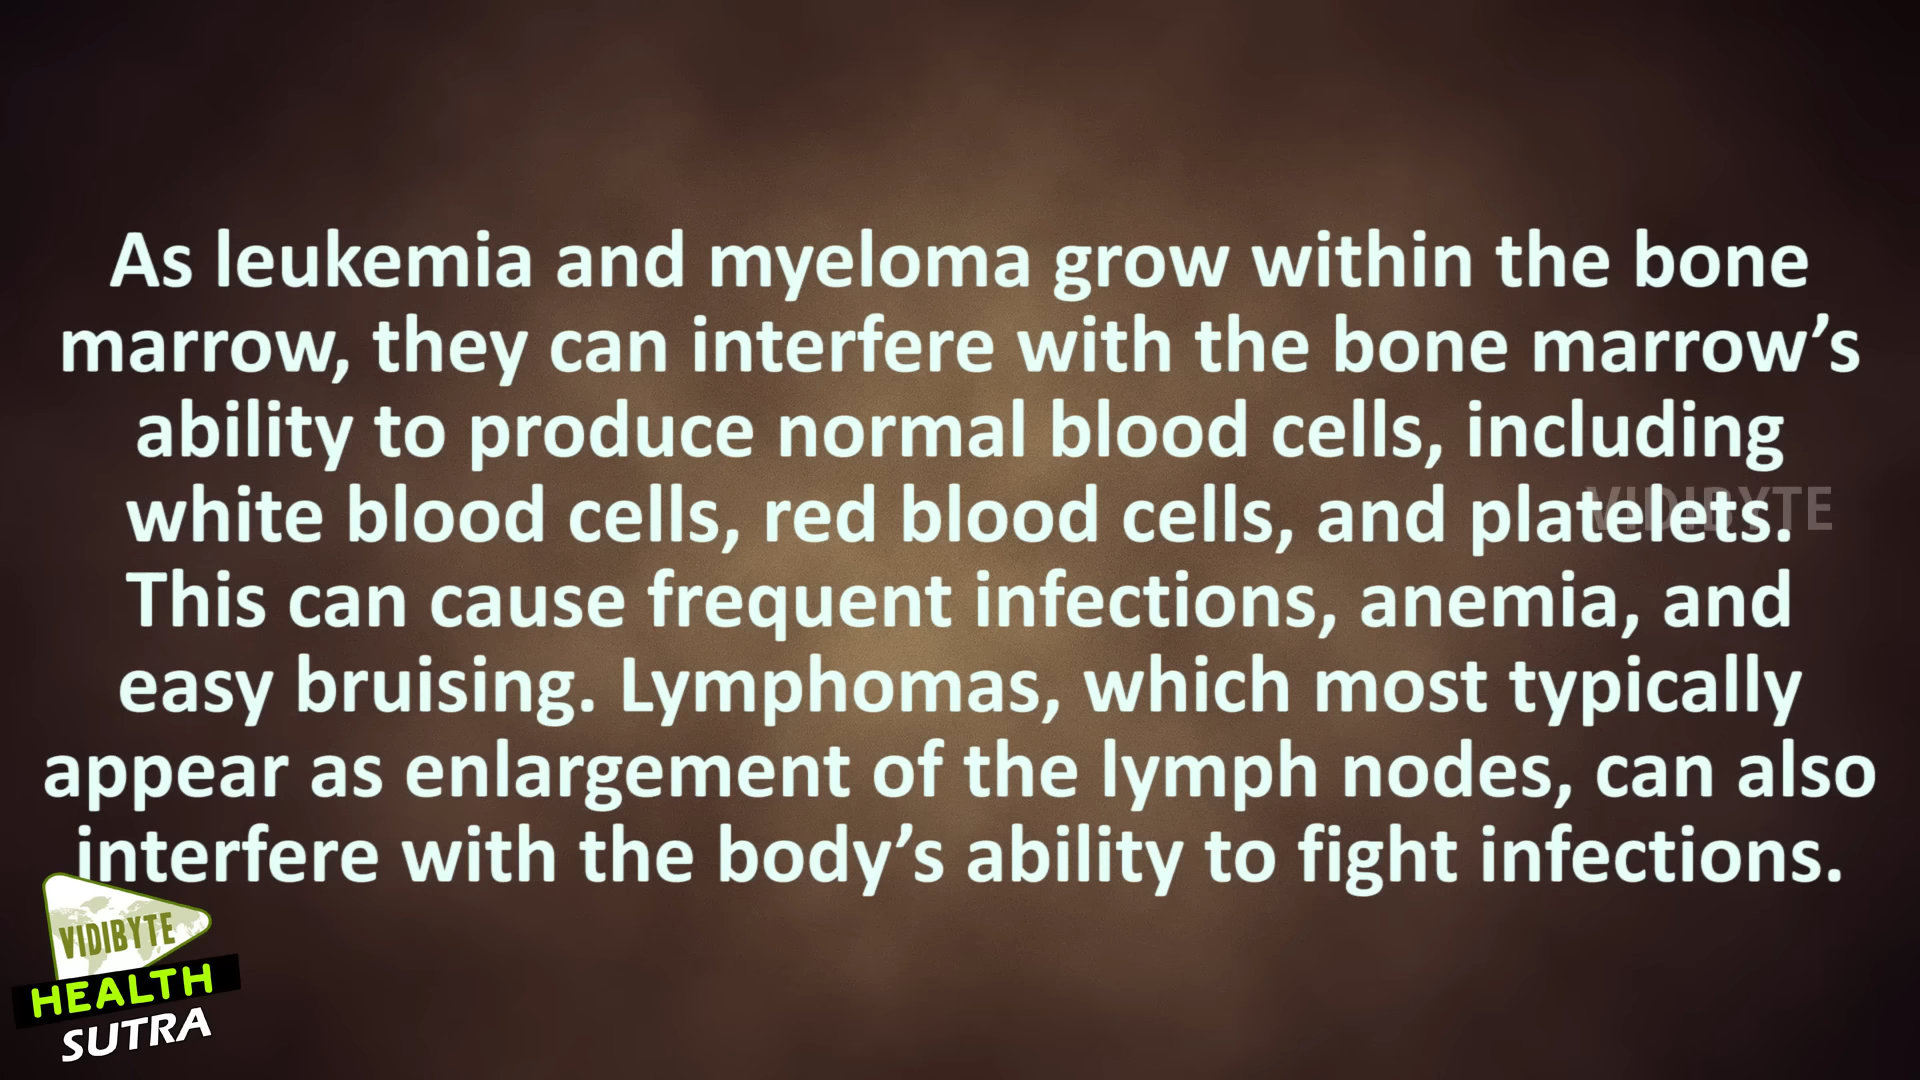 As leukemia and myeloma grow within the bone
marrow, they can interfere with the bone marrow’s
ability to produce normal blood cells, including
white blood cells, red blood cells, and platelets.
VIDIBYTE
This can cause frequent infections, anemia, and
easy bruising. Lymphomas, which most typically
appear as enlargement of the lymph nodes, can also
interfere with the body’s ability to fight infections.
VIDIBYTE
HEALTH
SUTRA